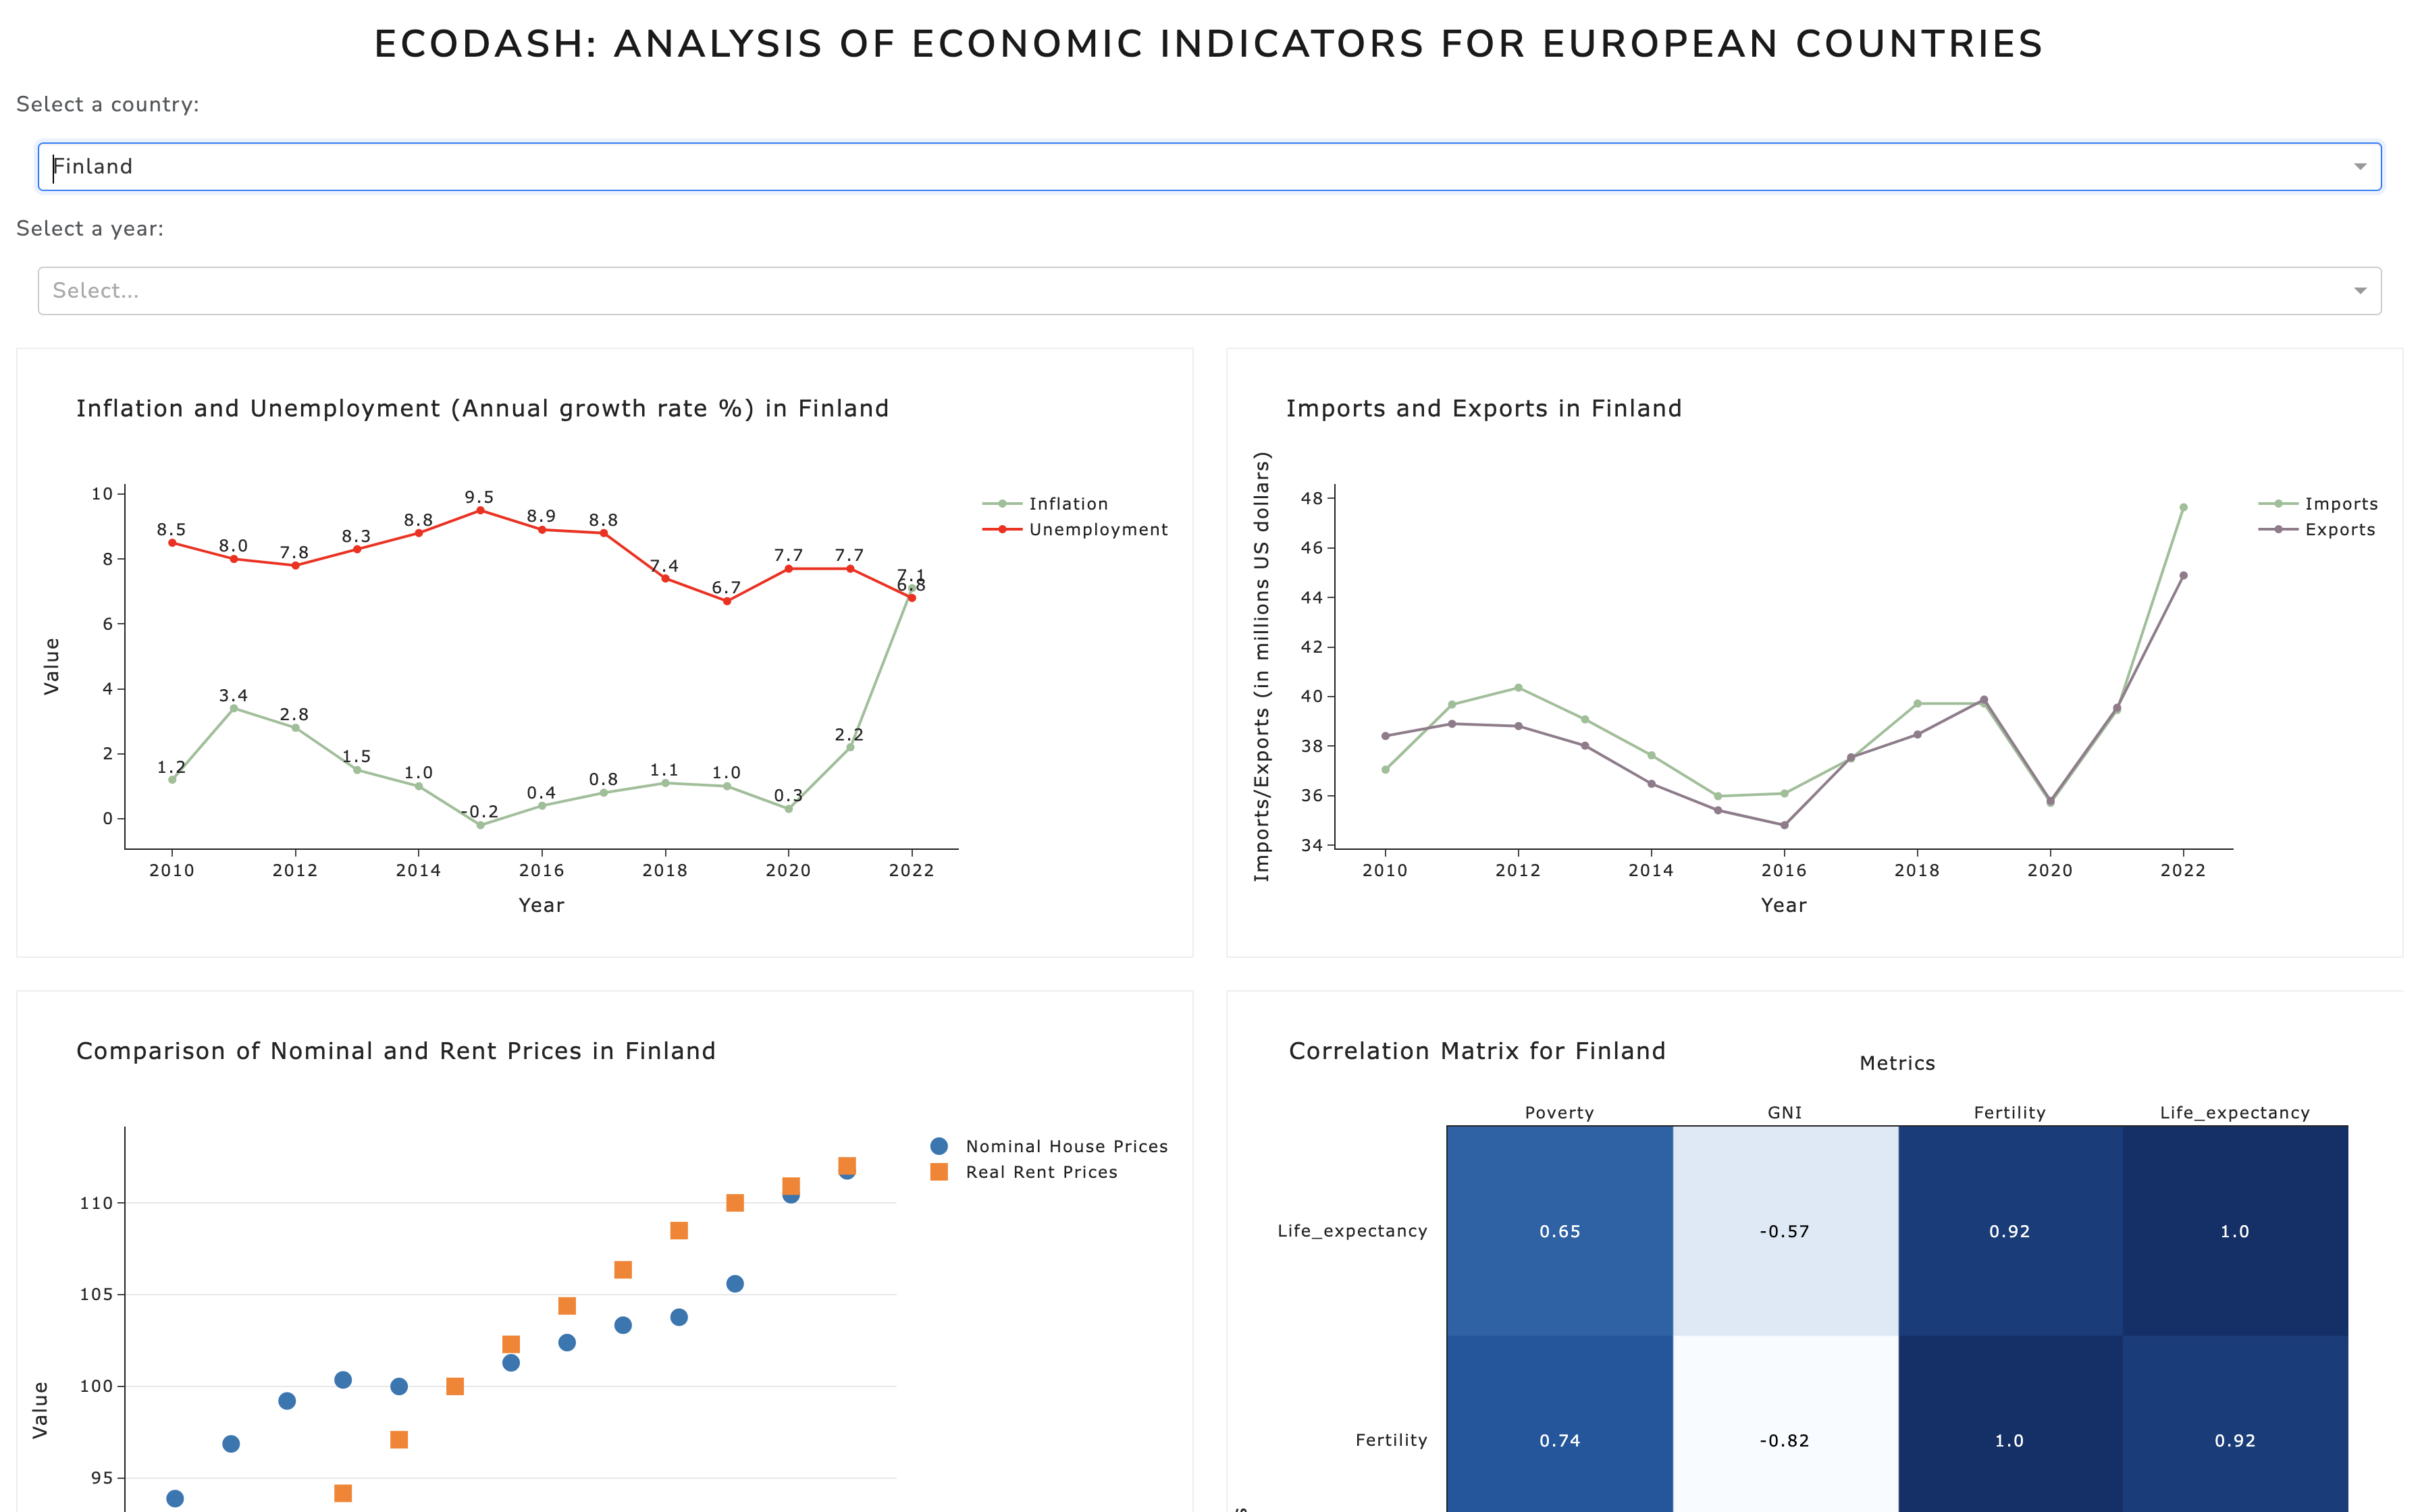 ECODASH: ANALYSIS OF ECONOMIC INDICATORS FOR EUROPEAN COUNTRIES
Select a country:
Finland
Select a year:
Select...
Inflation and Unemployment (Annual growth rate %) in Finland
Inflation
Unemployment
Value
10
8
6
4
2
0
8.5
8.0
7.8
8.3
8.8
9.5
8.9
8.8
7.4
6.7
7.7
7.7
6.8
1.2
3.4
2.8
1.5
1.0
-0.2
0.4
0.8
1.1
1.0
0.3
2.2
7.1
2010 2012 2014 2016 2018 2020 2022
Year
Imports and Exports in Finland
Imports
Exports
Imports/Exports (in millions US dollars)
48
46
44
42
40
38
36
34
2010 2012 2014 2016 2018 2020 2022
Year
Comparison of Nominal and Rent Prices in Finland
Nominal House Prices
Real Rent Prices
Value
110
105
100
95
Correlation Matrix for Finland
Metrics
Poverty GNI Fertility Life_expectancy
Life_expectancy 0.65 -0.57 0.92 1.0
Fertility 0.74 -0.82 1.0 0.92